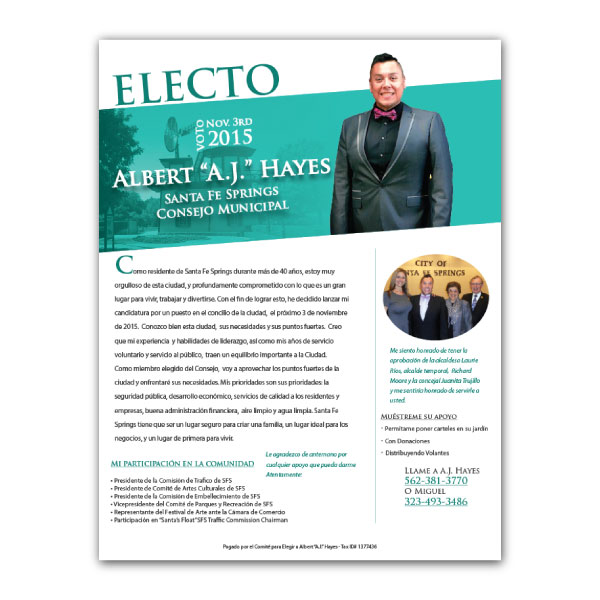 ELECTO
VOTO
NOV. 3RD
2015
ALBERT "A.J." HAYES
SANTA FE SPRINGS
CONSEJO MUNICIPAL
Como residente de Santa Fe Springs durante más de 40 años, estoy muy
orgulloso de esta ciudad, y profundamente comprometido con lo que es un gran
lugar para vivir, trabajar y divertirse. Con el fin de lograr esto, he decidido lanzar mi
candidatura por un puesto en el concillo de la ciudad, el próximo 3 de noviembre
de 2015. Conozco bien esta ciudad, sus necesidades y sus puntos fuertes. Creo
que mi experiencia y habilidades de liderazgo, así como mis años de servicio
voluntario y servicio al público, traen un equilibrio importante a la Ciudad.
Como miembro elegido del Consejo, voy a aprovechar los puntos fuertes de la
ciudad y enfrentará sus necesidades. Mis prioridades son sus prioridades: la
seguridad pública, desarrollo económico, servicios de calidad a los residentes y
empresas, buena administración financiera, aire limpio y agua limpia. Santa Fe
Springs tiene que ser un lugar seguro para criar una familia, un lugar ideal para los
negocios, y un lugar de primera para vivir.
MI PARTICIPACIÓN EN LA COMUNIDAD
• Presidente de la Comisión de Trafico de SFS
• Presidente de Comité de Artes Culturales de SFS
• Presidente de la Comisión de Embellecimiento de SFS
• Vicepresidente del Comité de Parques y Recreación de SFS
• Representante del Festival de Arte ante la Cámara de Comercio
• Participación en "Santa's Float" SFS Traffic Commission Chairman
Le agradezco de antemano por
cualquier apoyo que pueda darme
Atentamente:
CITY OF
SANTA FE SPRINGS
Me siento honrado de tener la
aprobación de la alcaldesa Laurie
Rios, alcalde temporal, Richard
Moore y la concejal Juanita Trujillo
y me sentiría honrado de servirle a
usted.
MUÉSTREME SU APOYO
• Permítame poner carteles en su jardín
• Con Donaciones
• Distribuyendo Volantes
LLAME A A.J. HAYES
562-381-3770
O MIGUEL
323-493-3486
Pagado por el Comité para Elegir a Albert "A.J." Hayes - Tax ID# 1377436